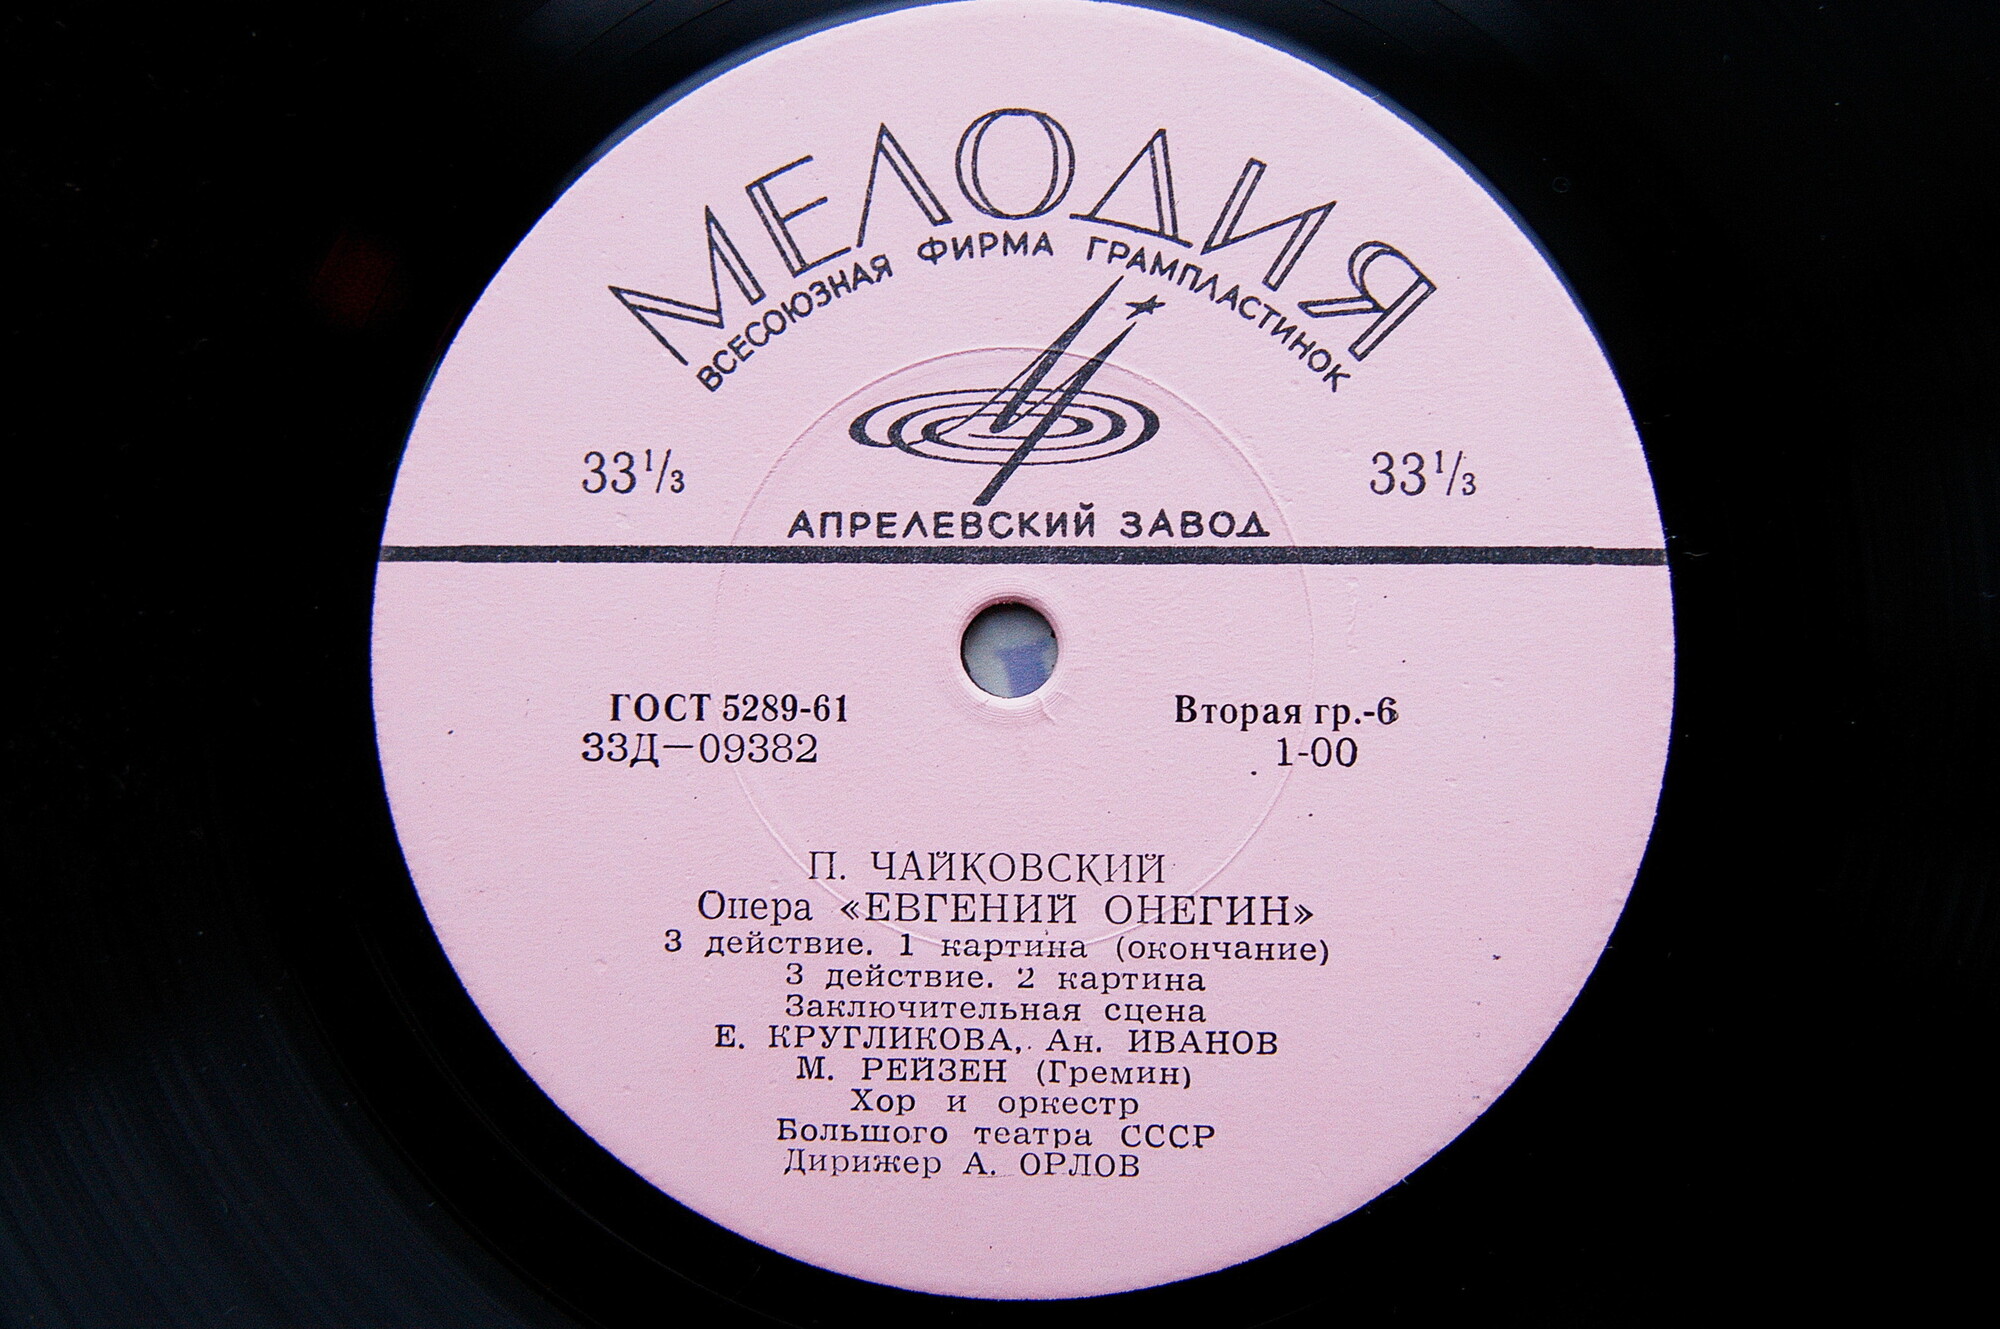 МЕЛОДИЯ
ВСЕСОЮЗНАЯ ФИРМА ГРАМПЛАСТИНОК
33⅓ 33⅓
АПРЕЛЕВСКИЙ ЗАВОД
ГОСТ 5289-61 Вторая гр.-6
33Д—09382 1-00
П. ЧАЙКОВСКИЙ
Опера «ЕВГЕНИЙ ОНЕГИН»
3 действие. 1 картина (окончание)
3 действие. 2 картина
Заключительная сцена
Е. КРУГЛИКОВА, Ан. ИВАНОВ
М. РЕЙЗЕН (Гремин)
Хор и оркестр
Большого театра СССР
Дирижер А. ОРЛОВ